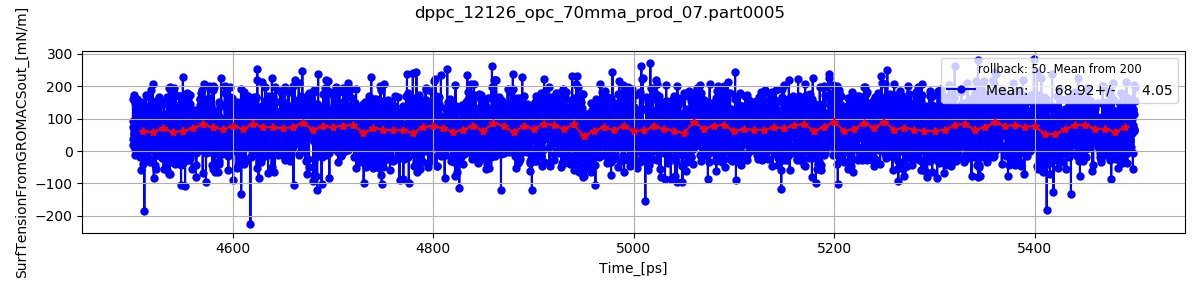 dppc_12126_opc_70mma_prod_07.part0005
SurfTensionFromGROMACSout_[mN/m]
300
200
100
0
−100
−200
rollback: 50 Mean from 200
Mean: 68.92+/- 4.05
4600 4800 5000 5200 5400
Time_[ps]